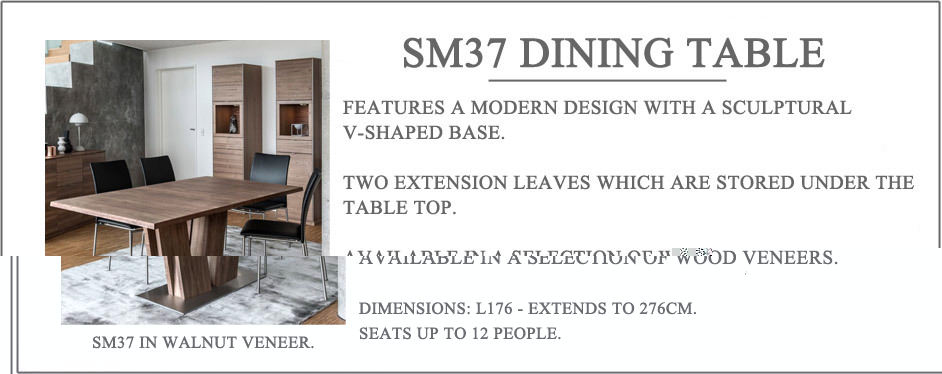 SM37 DINING TABLE
FEATURES A MODERN DESIGN WITH A SCULPTURAL
V-SHAPED BASE.
TWO EXTENSION LEAVES WHICH ARE STORED UNDER THE
TABLE TOP.
AVAILABLE IN A SELECTION OF WOOD VENEERS.
DIMENSIONS: L176 - EXTENDS TO 276CM.
SEATS UP TO 12 PEOPLE.
SM37 IN WALNUT VENEER.